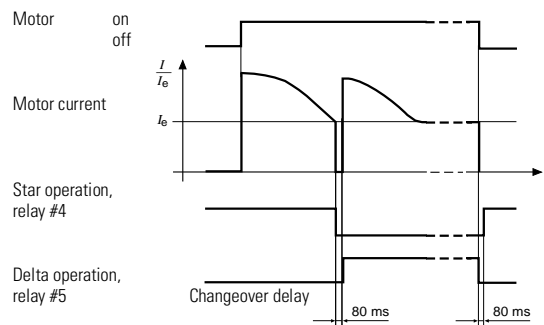 Motor on
off
I
Ie
Motor current
Ie
Star operation,
relay #4
Delta operation,
relay #5
Changeover delay
80 ms
80 ms